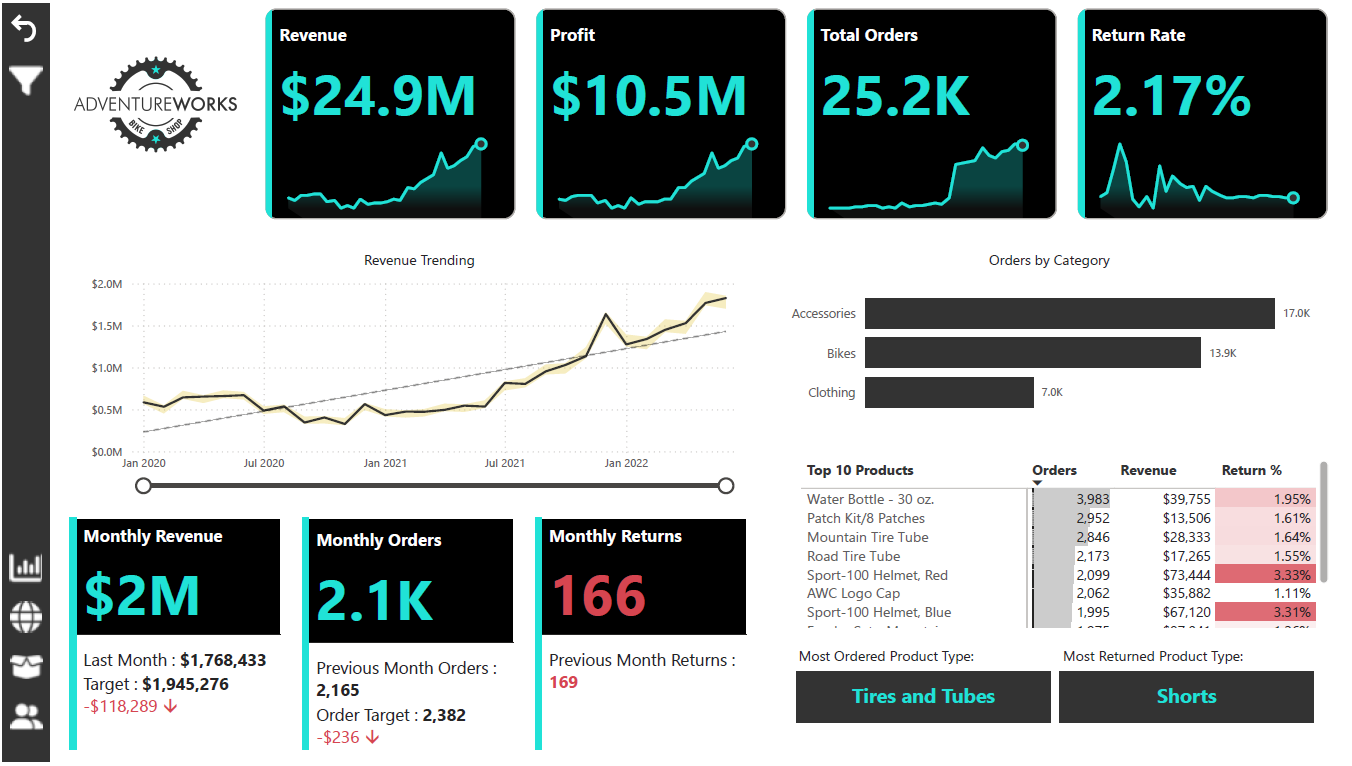 ADVENTUREWORKS
BIKE SHOP
Revenue
$24.9M
Profit
$10.5M
Total Orders
25.2K
Return Rate
2.17%
Revenue Trending
$2.0M
$1.5M
$1.0M
$0.5M
$0.0M
Jan 2020 Jul 2020 Jan 2021 Jul 2021 Jan 2022
Orders by Category
Accessories 17.0K
Bikes 13.9K
Clothing 7.0K
Top 10 Products Orders Revenue Return %
Water Bottle - 30 oz. 3,983 $39,755 1.95%
Patch Kit/8 Patches 2,952 $13,506 1.61%
Mountain Tire Tube 2,846 $28,333 1.64%
Road Tire Tube 2,173 $17,265 1.55%
Sport-100 Helmet, Red 2,099 $73,444 3.33%
AWC Logo Cap 2,062 $35,882 1.11%
Sport-100 Helmet, Blue 1,995 $67,120 3.31%
Monthly Revenue
$2M
Last Month : $1,768,433
Target : $1,945,276
-$118,289 ↓
Monthly Orders
2.1K
Previous Month Orders :
2,165
Order Target : 2,382
-$236 ↓
Monthly Returns
166
Previous Month Returns :
169
Most Ordered Product Type:
Tires and Tubes
Most Returned Product Type:
Shorts